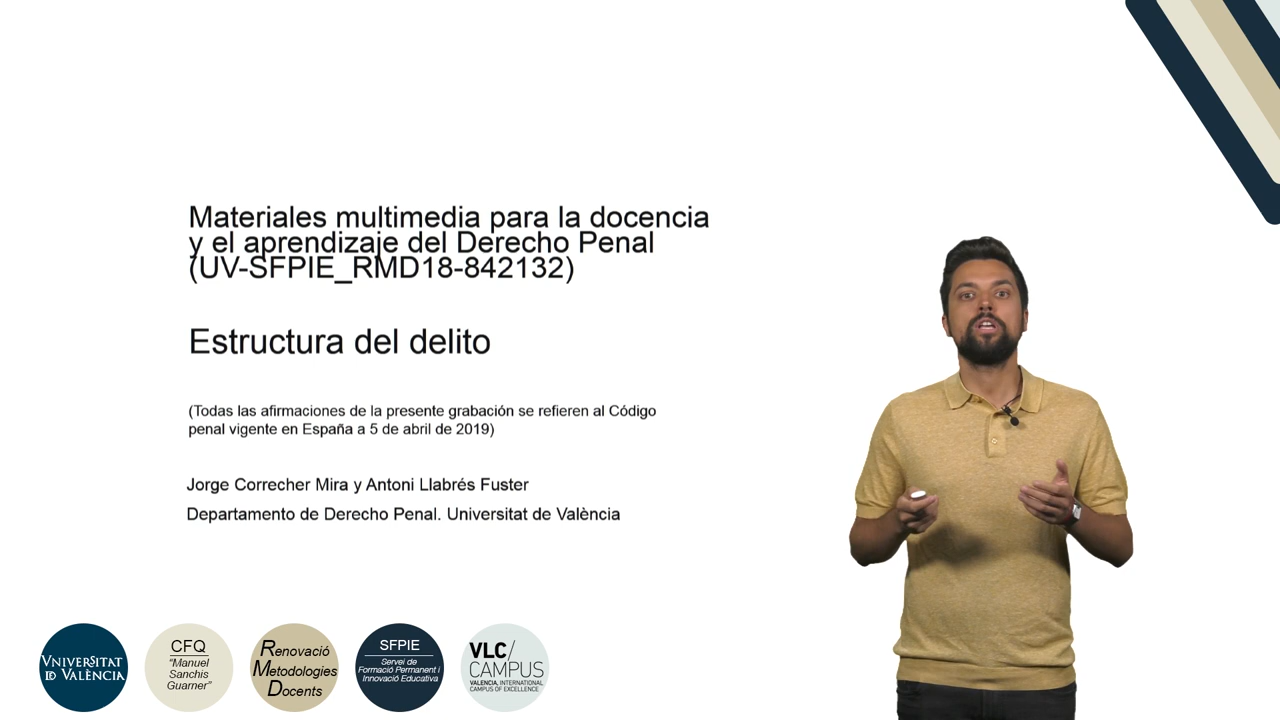 Materiales multimedia para la docencia
y el aprendizaje del Derecho Penal
(UV-SFPIE_RMD18-842132)
Estructura del delito
(Todas las afirmaciones de la presente grabación se refieren al Código
penal vigente en España a 5 de abril de 2019)
Jorge Correcher Mira y Antoni Llabrés Fuster
Departamento de Derecho Penal. Universitat de València
VNIVERSITAT
ID VALÈNCIA
CFQ
"Manuel
Sanchis
Guarner"
Renovació
Metodologies
Docents
SFPIE
Servei de
Formació Permanent i
Innovació Educativa
VLC/
CAMPUS
VALENCIA, INTERNATIONAL
CAMPUS OF EXCELLENCE